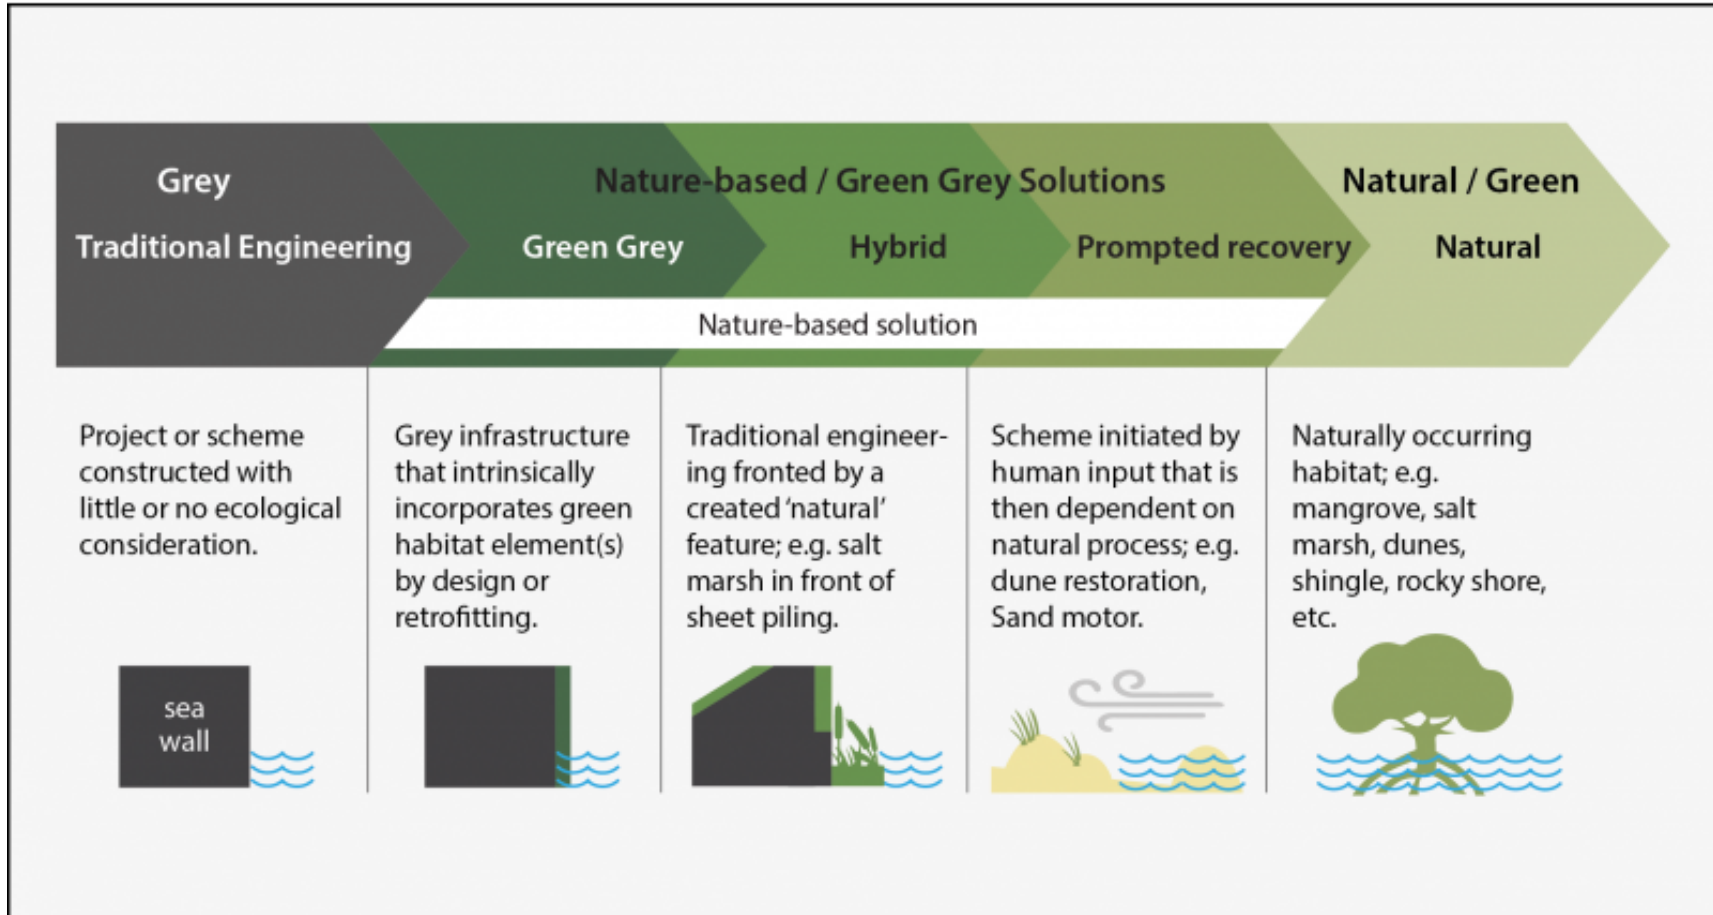 Grey
Nature-based / Green Grey Solutions
Natural / Green
Traditional Engineering
Green Grey
Hybrid
Prompted recovery
Natural
Nature-based solution
Project or scheme
constructed with
little or no ecological
consideration.
Grey infrastructure
that intrinsically
incorporates green
habitat element(s)
by design or
retrofitting.
Traditional engineer-
ing fronted by a
created ‘natural’
feature; e.g. salt
marsh in front of
sheet piling.
Scheme initiated by
human input that is
then dependent on
natural process; e.g.
dune restoration,
Sand motor.
Naturally occurring
habitat; e.g.
mangrove, salt
marsh, dunes,
shingle, rocky shore,
etc.
sea
wall